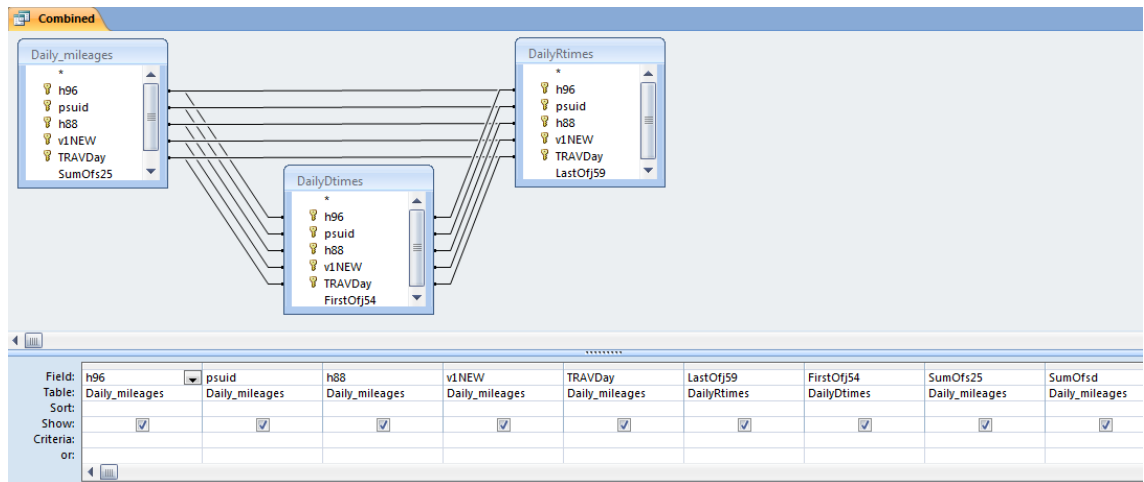 Combined
Daily_mileages
*
h96
psuid
h88
v1NEW
TRAVDay
SumOfs25
DailyRtimes
*
h96
psuid
h88
v1NEW
TRAVDay
LastOfj59
DailyDtimes
*
h96
psuid
h88
v1NEW
TRAVDay
FirstOfj54
Field: h96 psuid h88 v1NEW TRAVDay LastOfj59 FirstOfj54 SumOfs25 SumOfsd
Table: Daily_mileages Daily_mileages Daily_mileages Daily_mileages Daily_mileages DailyRtimes DailyDtimes Daily_mileages Daily_mileages
Sort:
Show:
Criteria:
or: